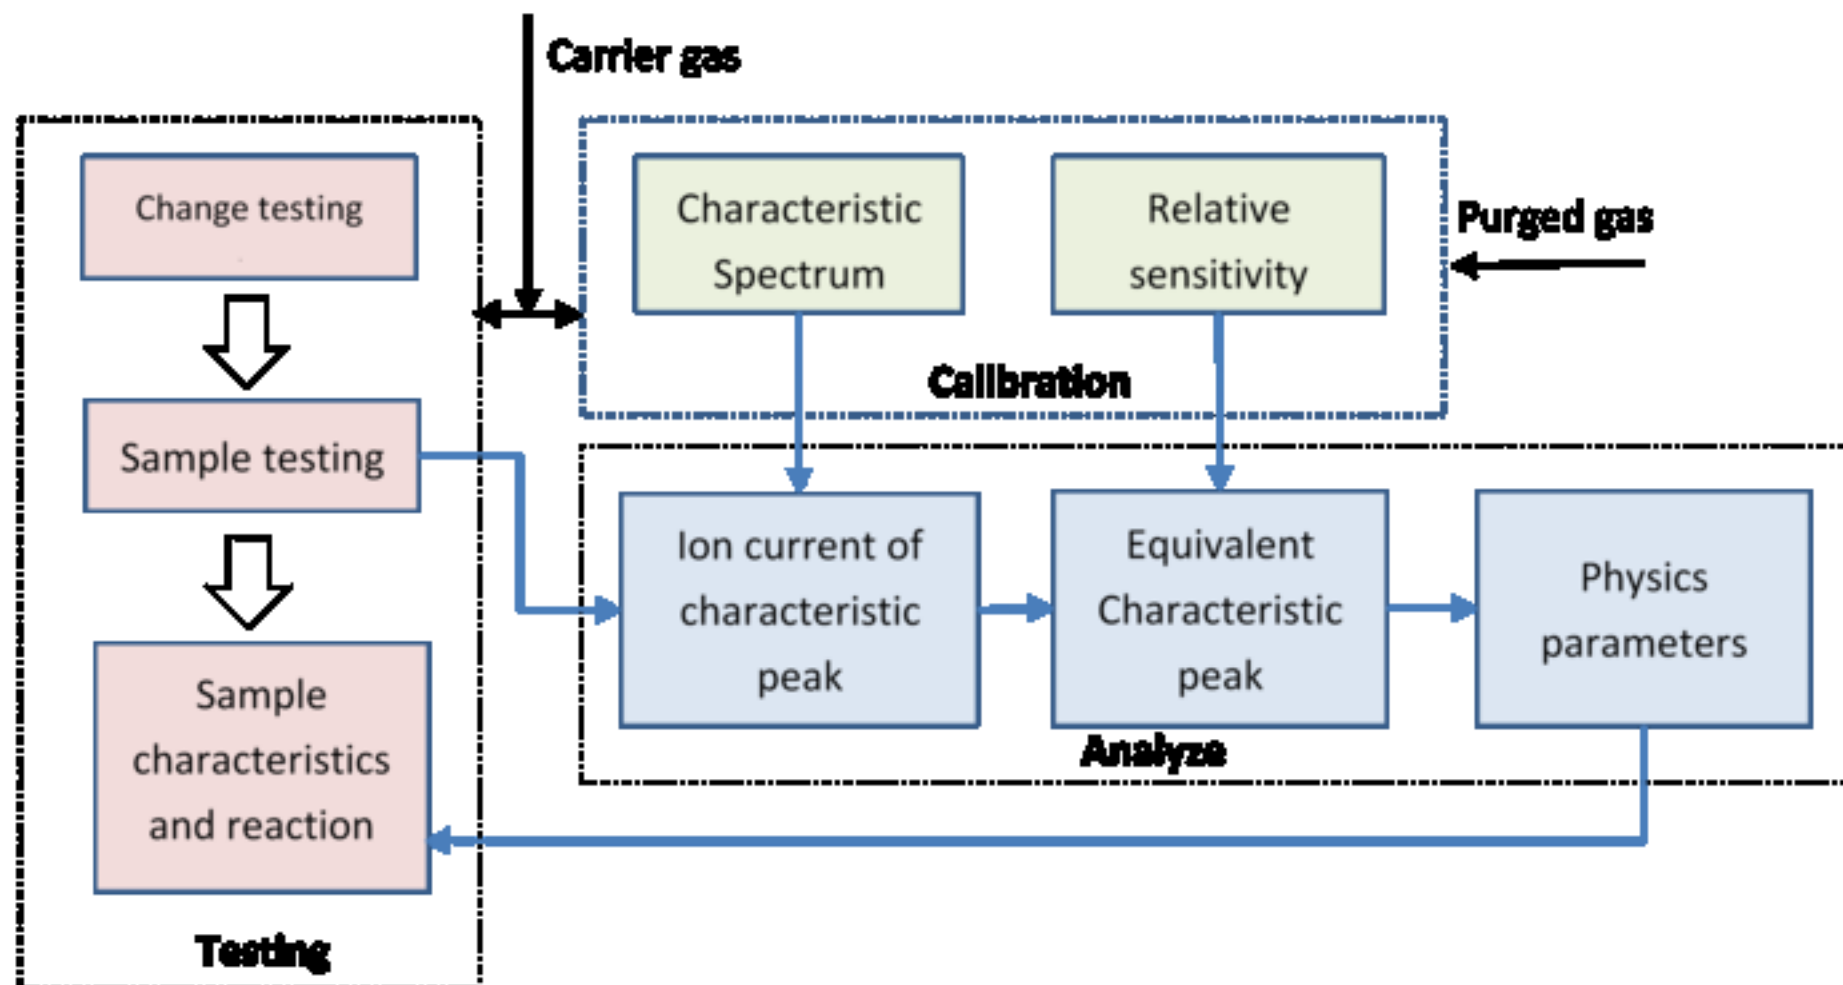 Carrier gas
Change testing
Characteristic
Spectrum
Relative
sensitivity
Purged gas
Calibration
Sample testing
Ion current of
characteristic
peak
Equivalent
Characteristic
peak
Physics
parameters
Analyze
Sample
characteristics
and reaction
Testing